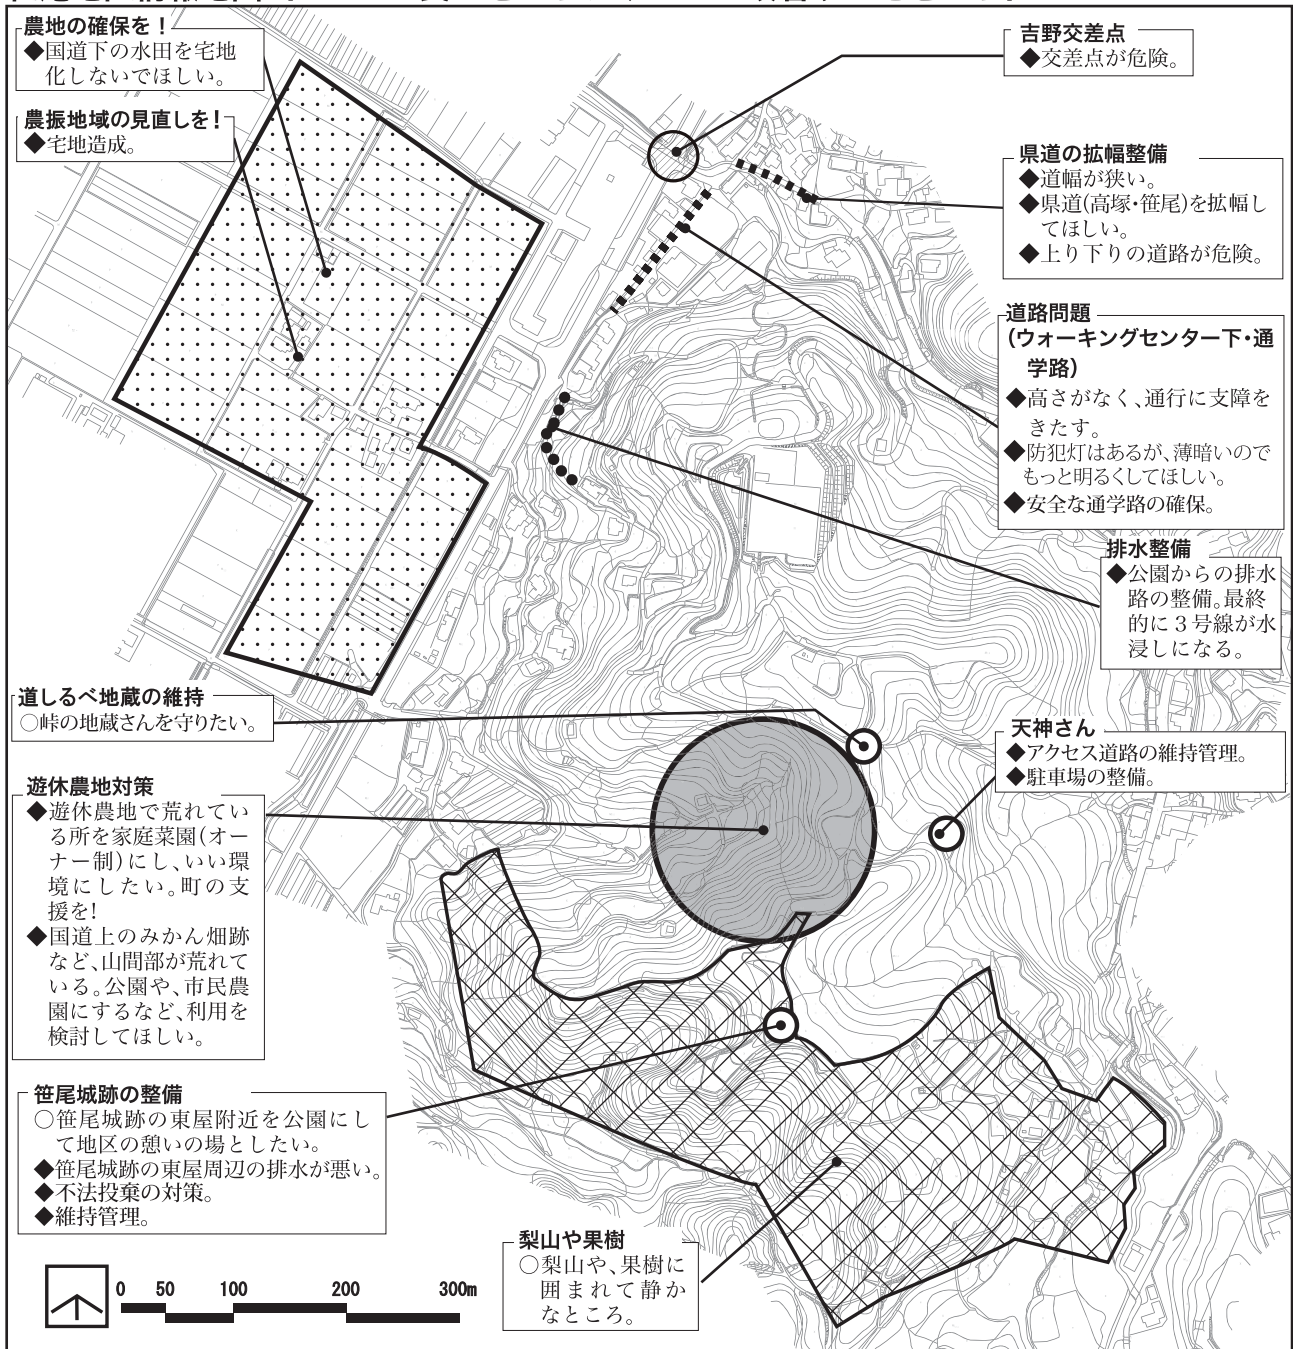 農地の確保を！
◆国道下の水田を宅地
化しないでほしい。
農振地域の見直しを！
◆宅地造成。
吉野交差点
◆交差点が危険。
県道の拡幅整備
◆道幅が狭い。
◆県道(高塚・笹尾)を拡幅し
てほしい。
◆上り下りの道路が危険。
道路問題
(ウォーキングセンター下・通
学路)
◆高さがなく、通行に支障を
きたす。
◆防犯灯はあるが、薄暗いので
もっと明るくしてほしい。
◆安全な通学路の確保。
排水整備
◆公園からの排水
路の整備。最終
的に３号線が水
浸しになる。
道しるべ地蔵の維持
○峠の地蔵さんを守りたい。
天神さん
◆アクセス道路の維持管理。
◆駐車場の整備。
遊休農地対策
◆遊休農地で荒れてい
る所を家庭菜園(オー
ナー制)にし、いい環
境にしたい。町の支
援を!
◆国道上のみかん畑跡
など、山間部が荒れて
いる。公園や、市民農
園にするなど、利用を
検討してほしい。
笹尾城跡の整備
○笹尾城跡の東屋附近を公園にし
て地区の憩いの場としたい。
◆笹尾城跡の東屋周辺の排水が悪い。
◆不法投棄の対策。
◆維持管理。
梨山や果樹
○梨山や、果樹に
囲まれて静か
なところ。
0 50 100 200 300m